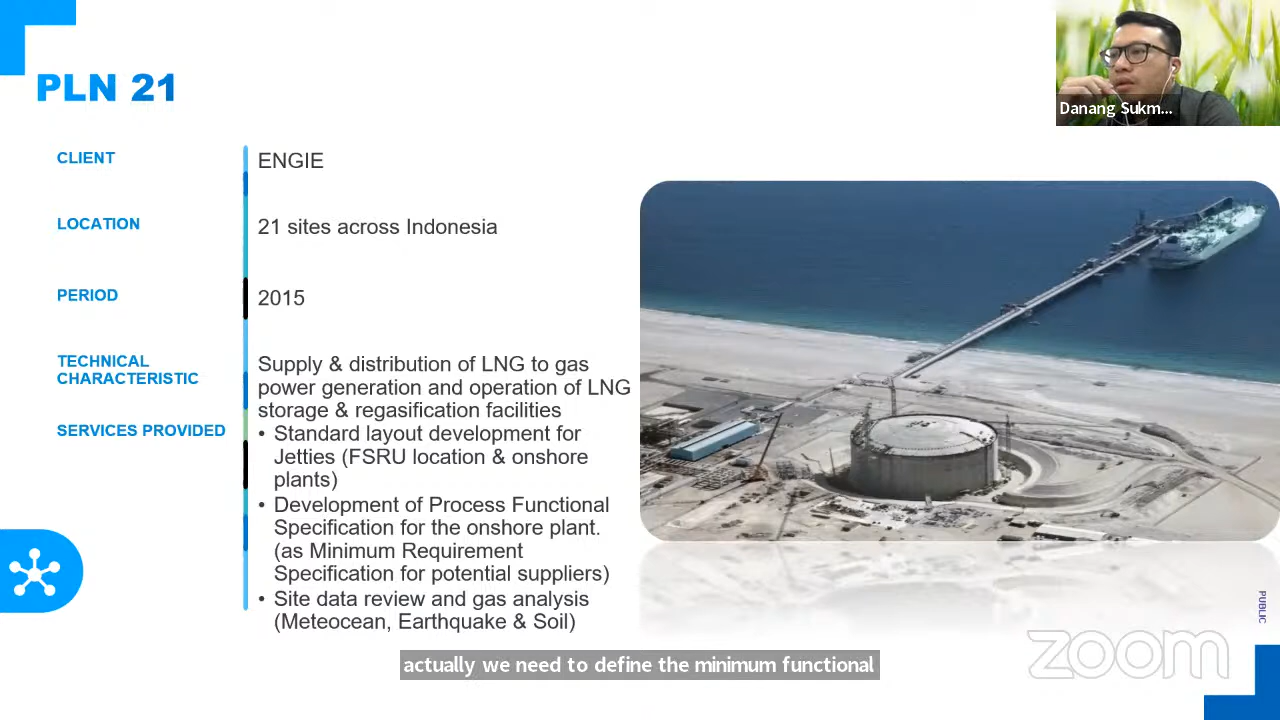 PLN 21
Danang Sukm...
CLIENT
ENGIE
LOCATION
21 sites across Indonesia
PERIOD
2015
TECHNICAL
CHARACTERISTIC
Supply & distribution of LNG to gas
power generation and operation of LNG
storage & regasification facilities
SERVICES PROVIDED
• Standard layout development for
Jetties (FSRU location & onshore
plants)
• Development of Process Functional
Specification for the onshore plant.
(as Minimum Requirement
Specification for potential suppliers)
• Site data review and gas analysis
(Meteocean, Earthquake & Soil)
PUBLIC
zoom
actually we need to define the minimum functional